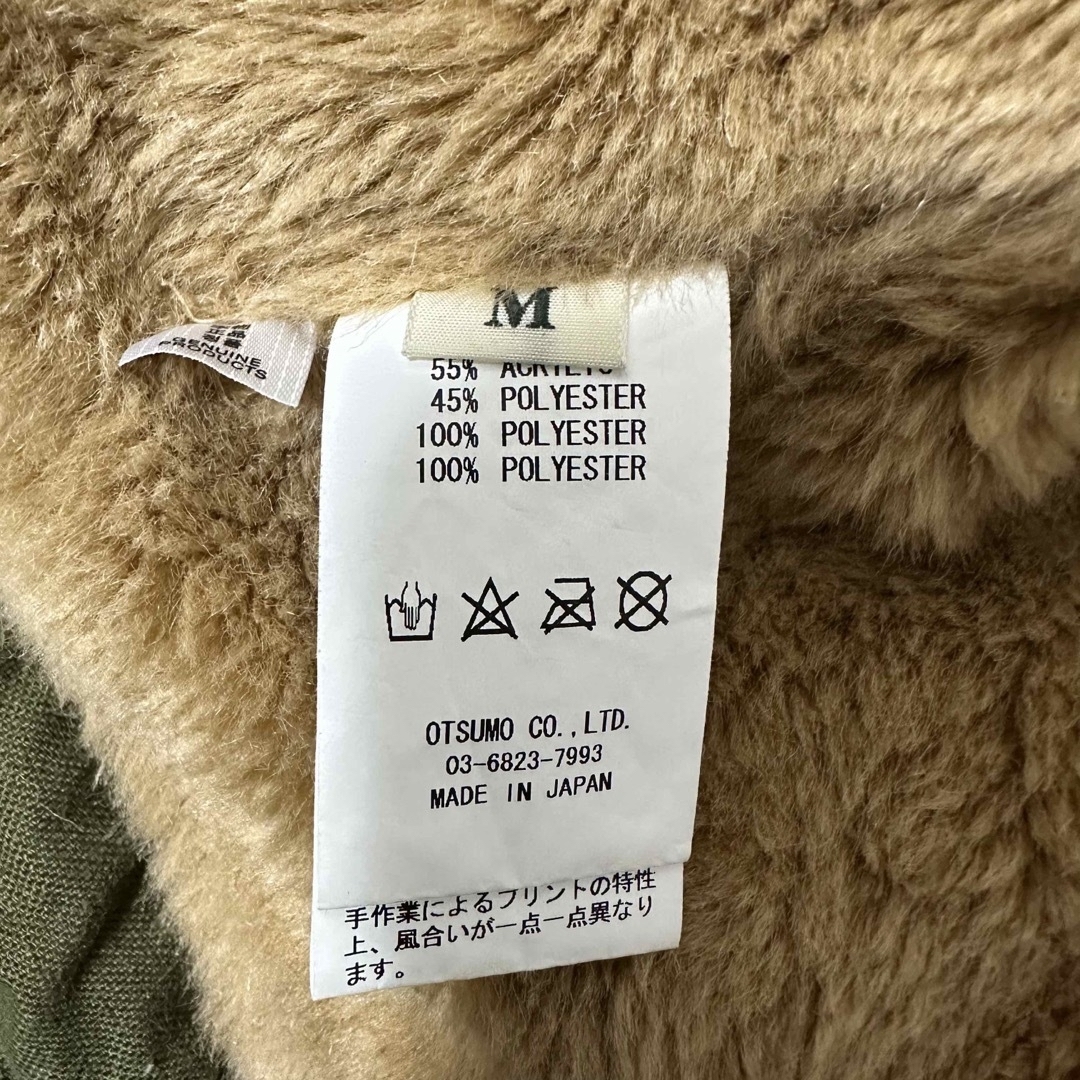 M
GENUINE
PRODUCTS
55% ACRYLIC
45% POLYESTER
100% POLYESTER
100% POLYESTER
OTSUMO CO.,LTD.
03-6823-7993
MADE IN JAPAN
手作業によるプリントの特性
上、風合いが一点一点異なり
ます。